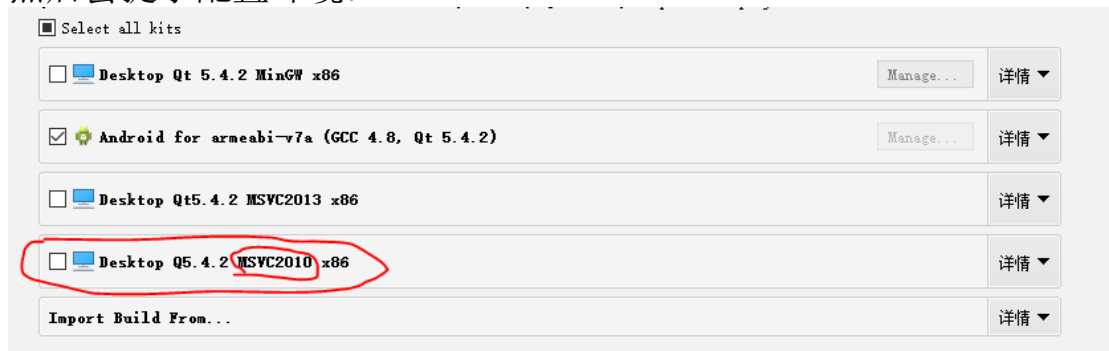 Select all kits
Desktop Qt 5.4.2 MinGW x86 Manage... 详情
Android for armeabi-v7a (GCC 4.8, Qt 5.4.2) Manage... 详情
Desktop Qt5.4.2 MSVC2013 x86 详情
Desktop Q5.4.2 MSVC2010 x86 详情
Import Build From... 详情